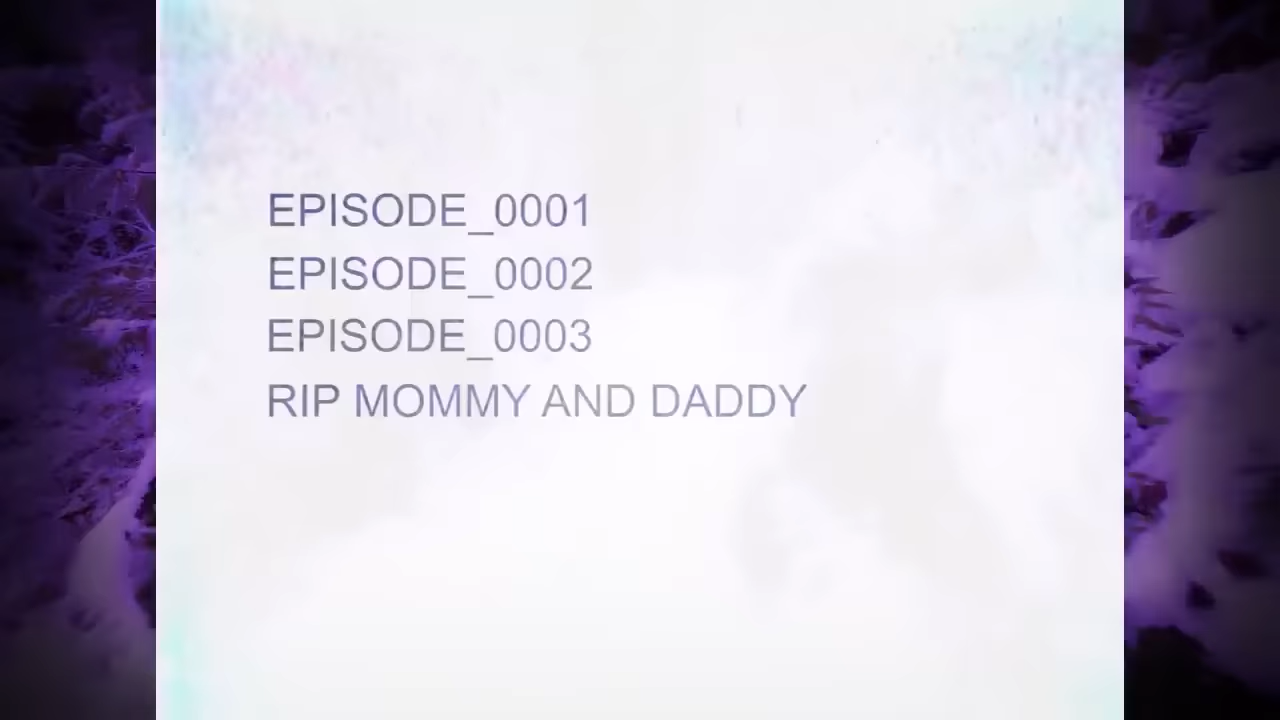 EPISODE_0001
EPISODE_0002
EPISODE_0003
RIP MOMMY AND DADDY